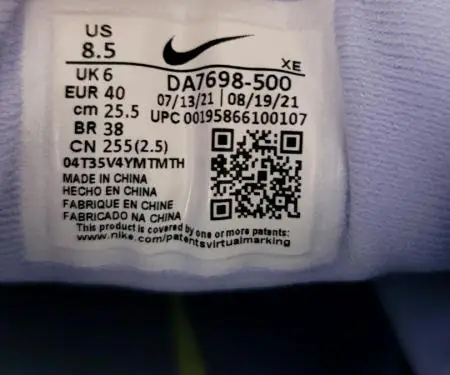 US
8.5
XE
UK 6
EUR 40
cm 25.5
BR 38
CN 255(2.5)
04T35V4YMTMTH
DA7698-500
07/13/21 | 08/19/21
UPC 00195866100107
MADE IN CHINA
HECHO EN CHINA
FABRIQUE EN CHINE
FABRICADO NA CHINA
This product is covered by one or more patents:
www.nike.com/patentsvirtualmarking